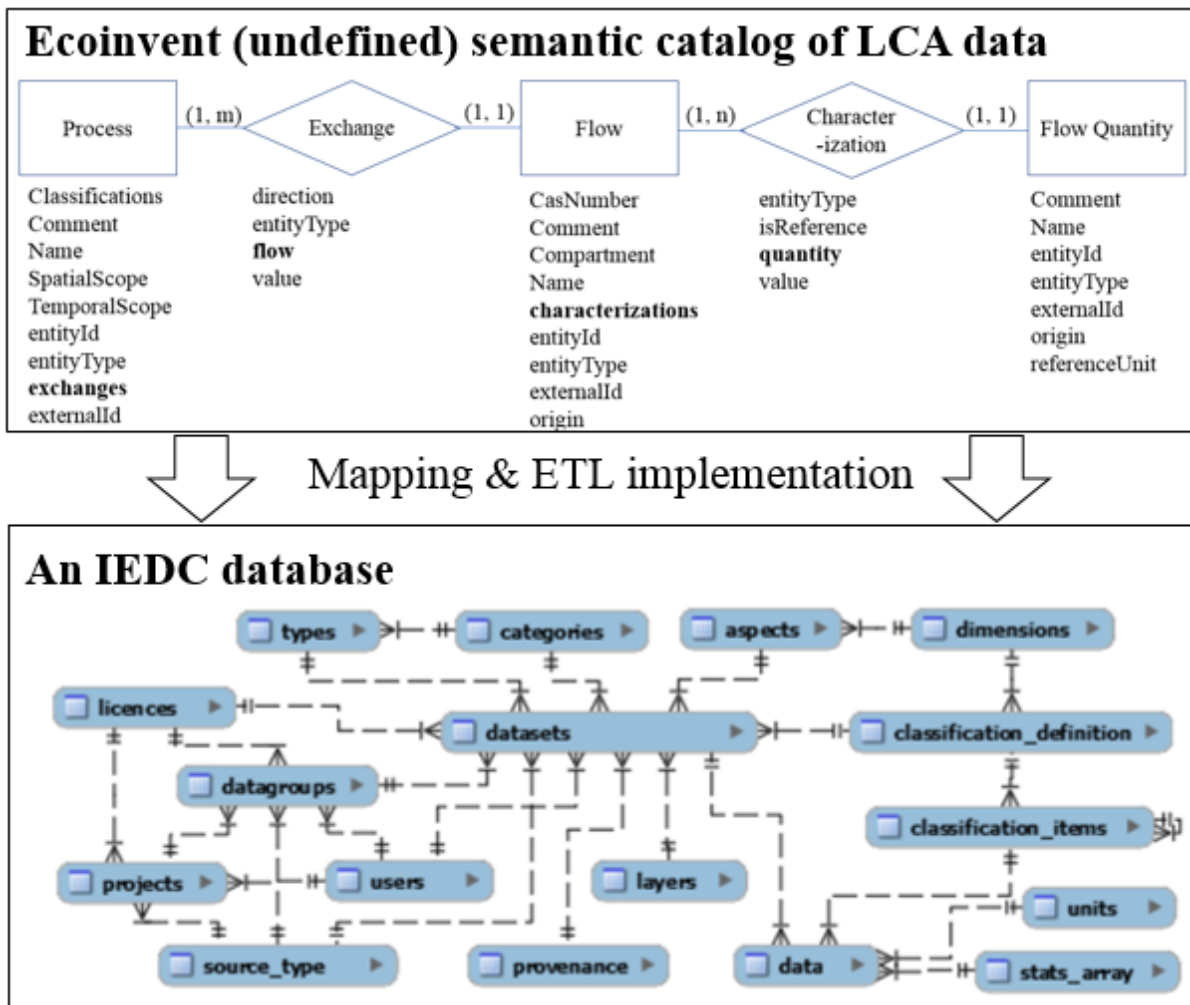 Ecoinvent (undefined) semantic catalog of LCA data
Process
(1, m)
Exchange
(1, 1)
Flow
(1, n)
Character
-ization
(1, 1)
Flow Quantity
Classifications
Comment
Name
SpatialScope
TemporalScope
entityId
entityType
exchanges
externalId
direction
entityType
flow
value
CasNumber
Comment
Compartment
Name
characterizations
entityId
entityType
externalId
origin
entityType
isReference
quantity
value
Comment
Name
entityId
entityType
externalId
origin
referenceUnit
Mapping & ETL implementation
An IEDC database
types
categories
aspects
dimensions
licences
datasets
classification_definition
datagroups
classification_items
projects
users
layers
units
source_type
provenance
data
stats_array